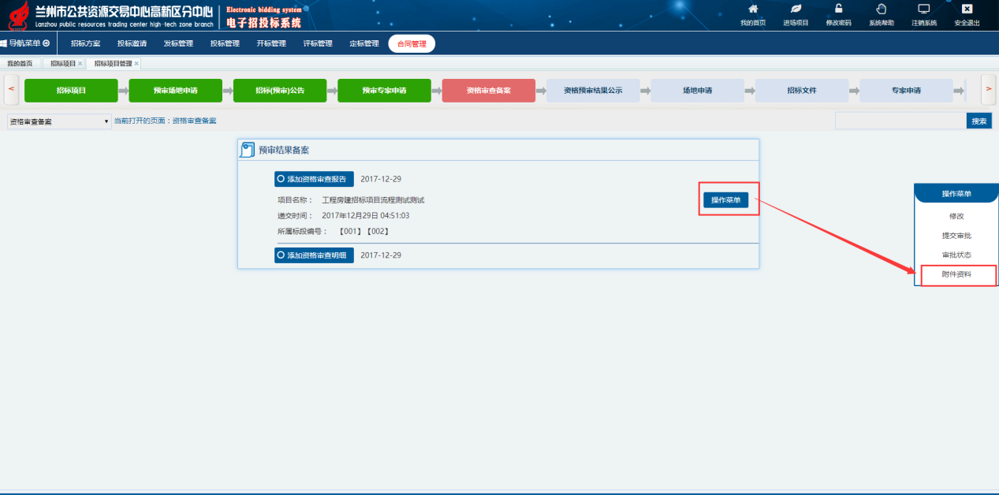 兰州市公共资源交易中心高新区分中心
Lanzhou public resources trading center high-tech zone branch
Electronic bidding system
电子招投标系统
我的首页 进场项目 修改密码 系统帮助 注销系统 安全退出
导航菜单 招标方案 投标邀请 发标管理 投标管理 开标管理 评标管理 定标管理 合同管理
我的首页 招标项目 × 招标项目管理 ×
< 招标项目 预审场地申请 招标(预审)公告 预审专家申请 资格审查备案 资格预审结果公示 场地申请 招标文件 专家申请 >
资格审查备案 当前打开的页面：资格审查备案 搜索
预审结果备案
添加资格审查报告 2017-12-29
项目名称： 工程房建招标项目流程测试测试
递交时间： 2017年12月29日 04:51:03
所属标段编号： 【001】【002】
操作菜单
添加资格审查明细 2017-12-29
操作菜单
修改
提交审批
审批状态
附件资料